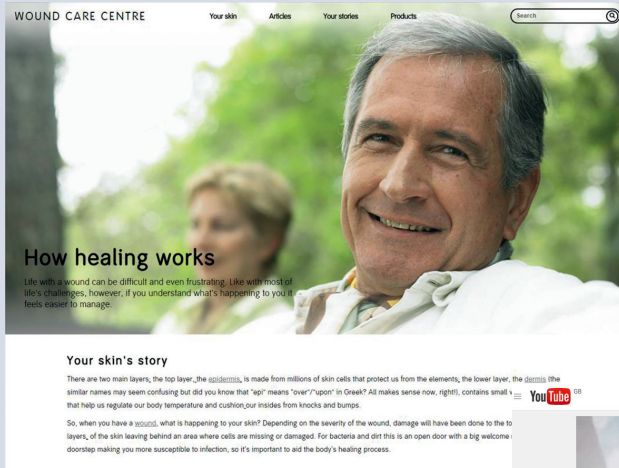 WOUND CARE CENTRE
Your skin Articles Your stories Products
Search
How healing works
Life with a wound can be difficult and even frustrating. Like with most of
life's challenges, however, if you understand what's happening to you it
feels easier to manage.
Your skin's story
There are two main layers; the top layer, the epidermis, is made from millions of skin cells that protect us from the elements; the lower layer, the dermis (the
similar names may seem confusing but did you know that "epi" means "over"/"upon" in Greek? All makes sense now, right!), contains small
that help us regulate our body temperature and cushion our insides from knocks and bumps.
So, when you have a wound, what is happening to your skin? Depending on the severity of the wound, damage will have been done to the to
layers, of the skin leaving behind an area where cells are missing or damaged. For bacteria and dirt this is an open door with a big welcome
doorstep making you more susceptible to infection, so it's important to aid the body's healing process.
YouTube GB